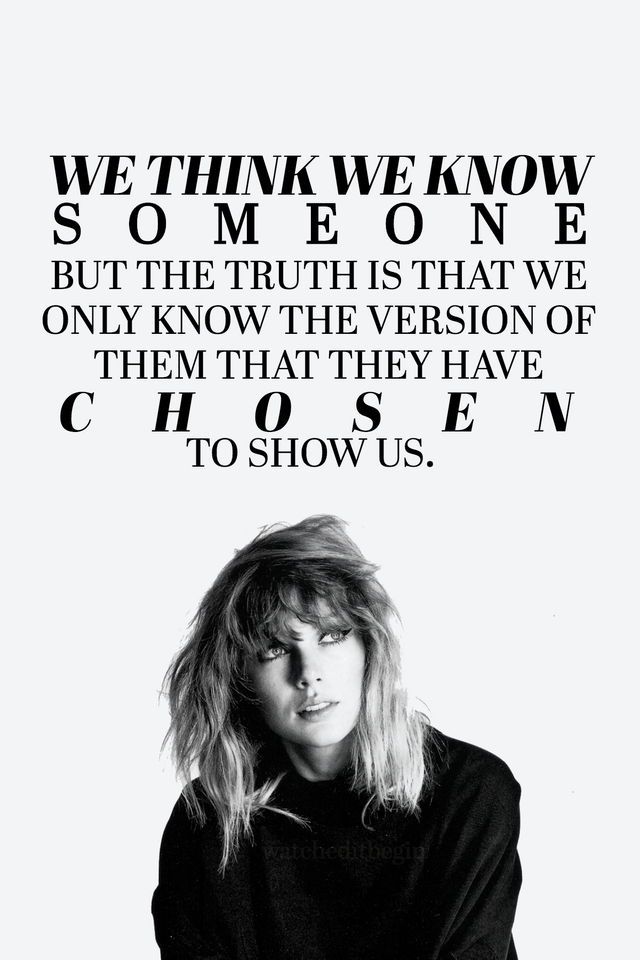 WE THINK WE KNOW
SOMEONE
BUT THE TRUTH IS THAT WE
ONLY KNOW THE VERSION OF
THEM THAT THEY HAVE
CHOSEN
TO SHOW US.
watcheditbegin